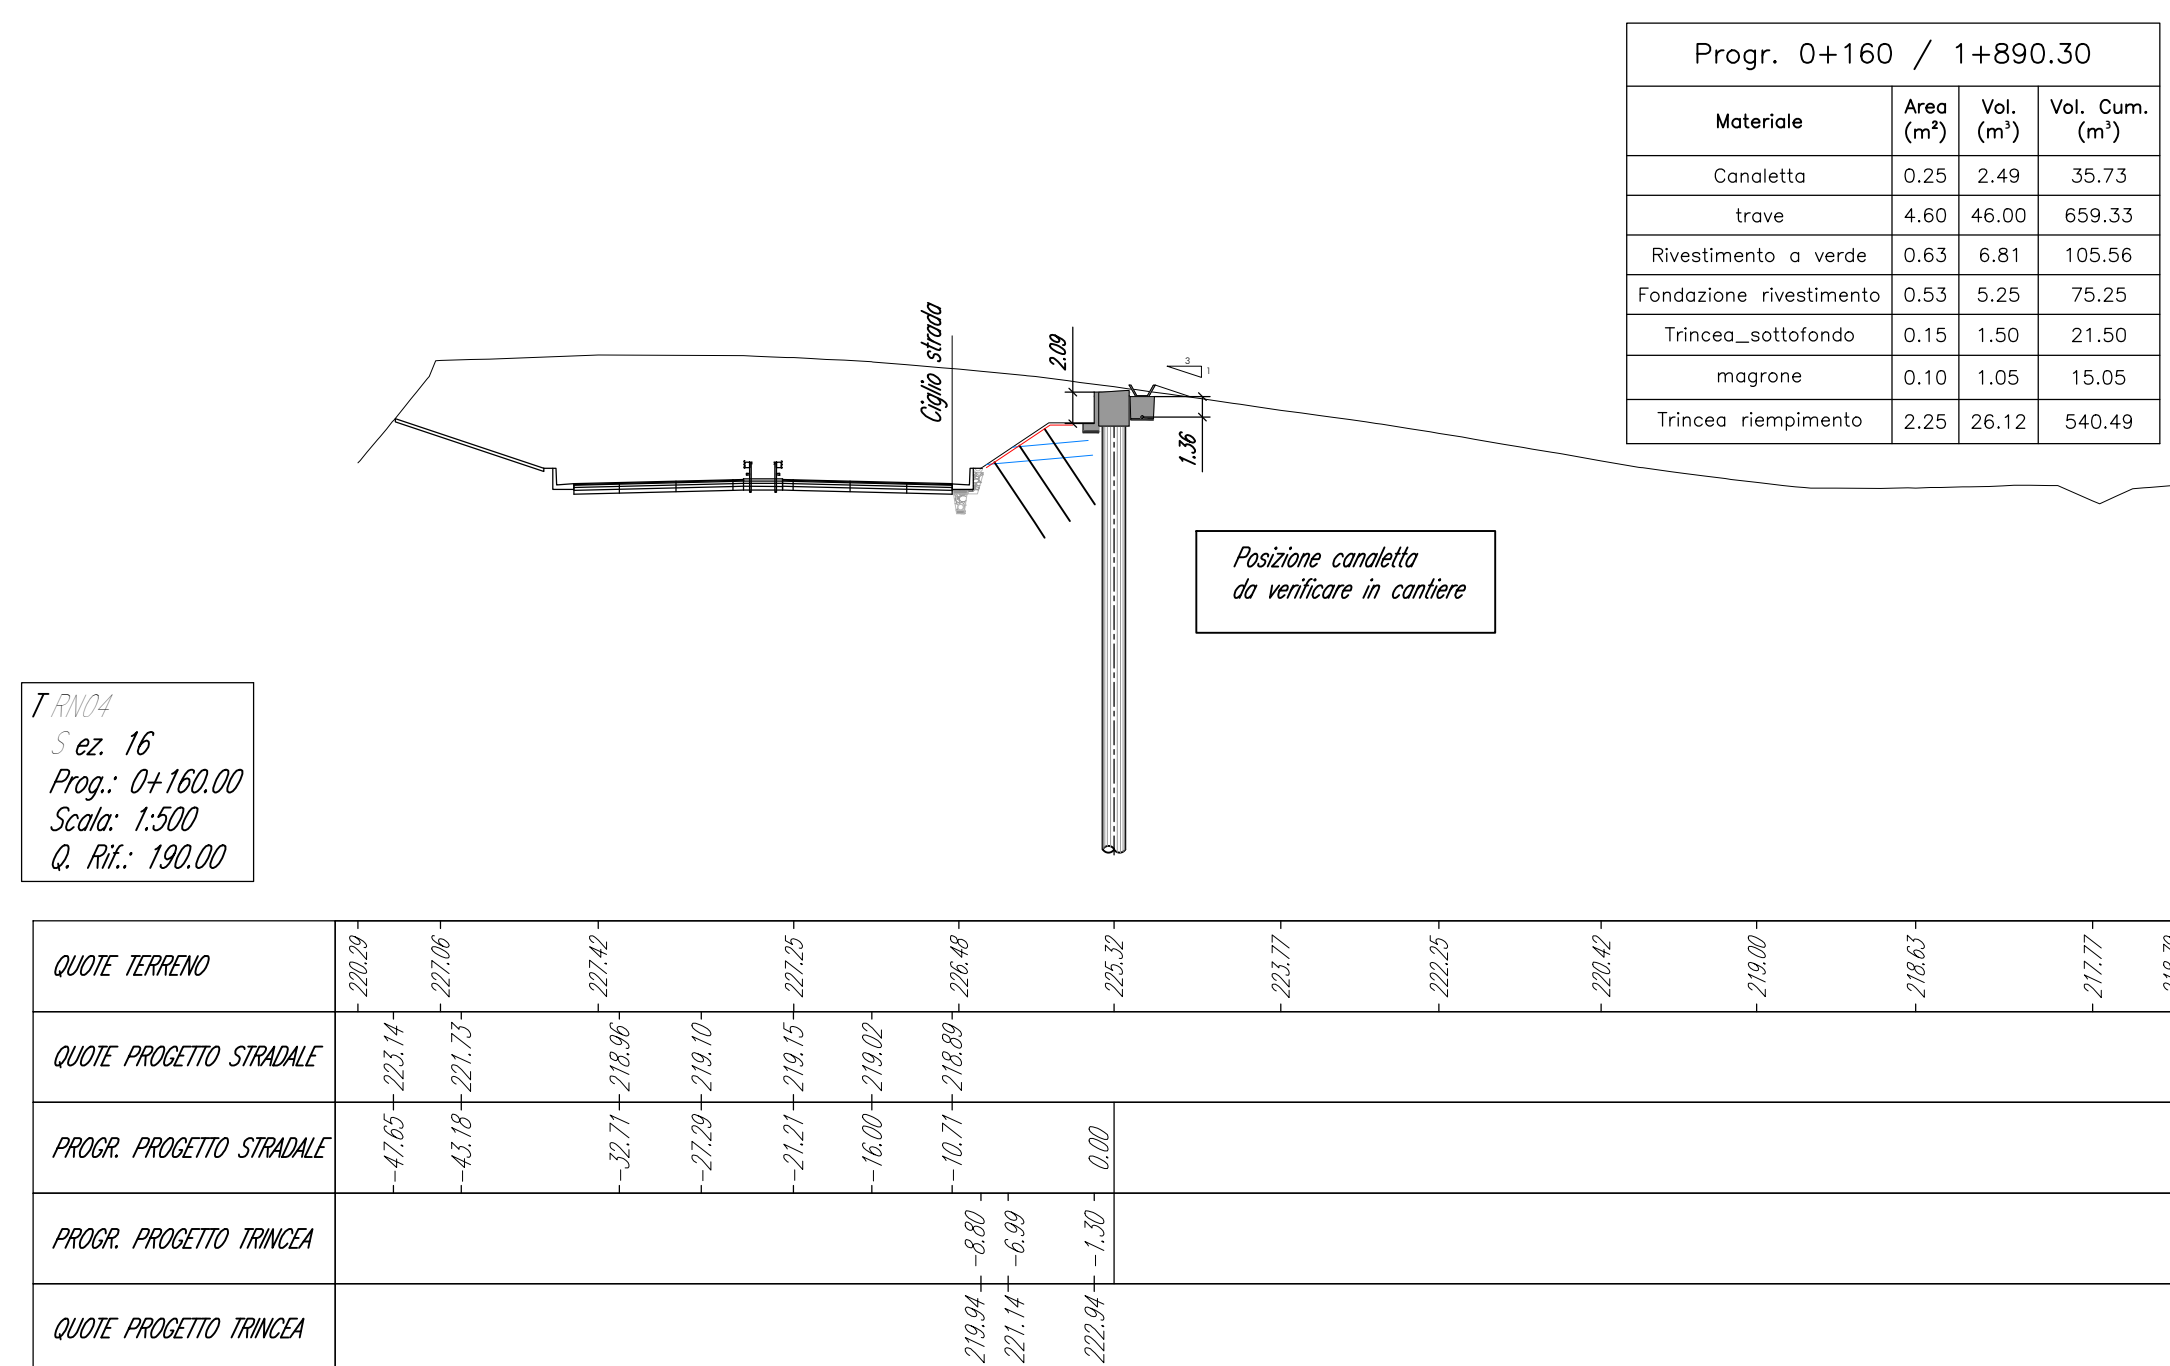 Progr. 0+160 / 1+890.30
Materiale Area (m²) Vol. (m³) Vol. Cum. (m³)
Canaletta 0.25 2.49 35.73
trave 4.60 46.00 659.33
Rivestimento a verde 0.63 6.81 105.56
Fondazione rivestimento 0.53 5.25 75.25
Trincea_sottofondo 0.15 1.50 21.50
magrone 0.10 1.05 15.05
Trincea riempimento 2.25 26.12 540.49
Ciglio strada
2.09
3
1
1.36
Posizione canaletta
da verificare in cantiere
TRN04
Sez. 16
Prog.: 0+160.00
Scala: 1:500
Q. Rif.: 190.00
QUOTE TERRENO 220.29 227.06 227.42 227.25 226.48 225.32 223.77 222.25 220.42 219.00 218.63 217.77
QUOTE PROGETTO STRADALE 223.14 221.73 218.96 219.10 219.15 219.02 218.89
PROGR. PROGETTO STRADALE -47.65 -43.18 -32.71 -27.29 -21.21 -16.00 -10.71 0.00
PROGR. PROGETTO TRINCEA -8.80 -6.99 -1.30
QUOTE PROGETTO TRINCEA 219.94 221.14 222.94